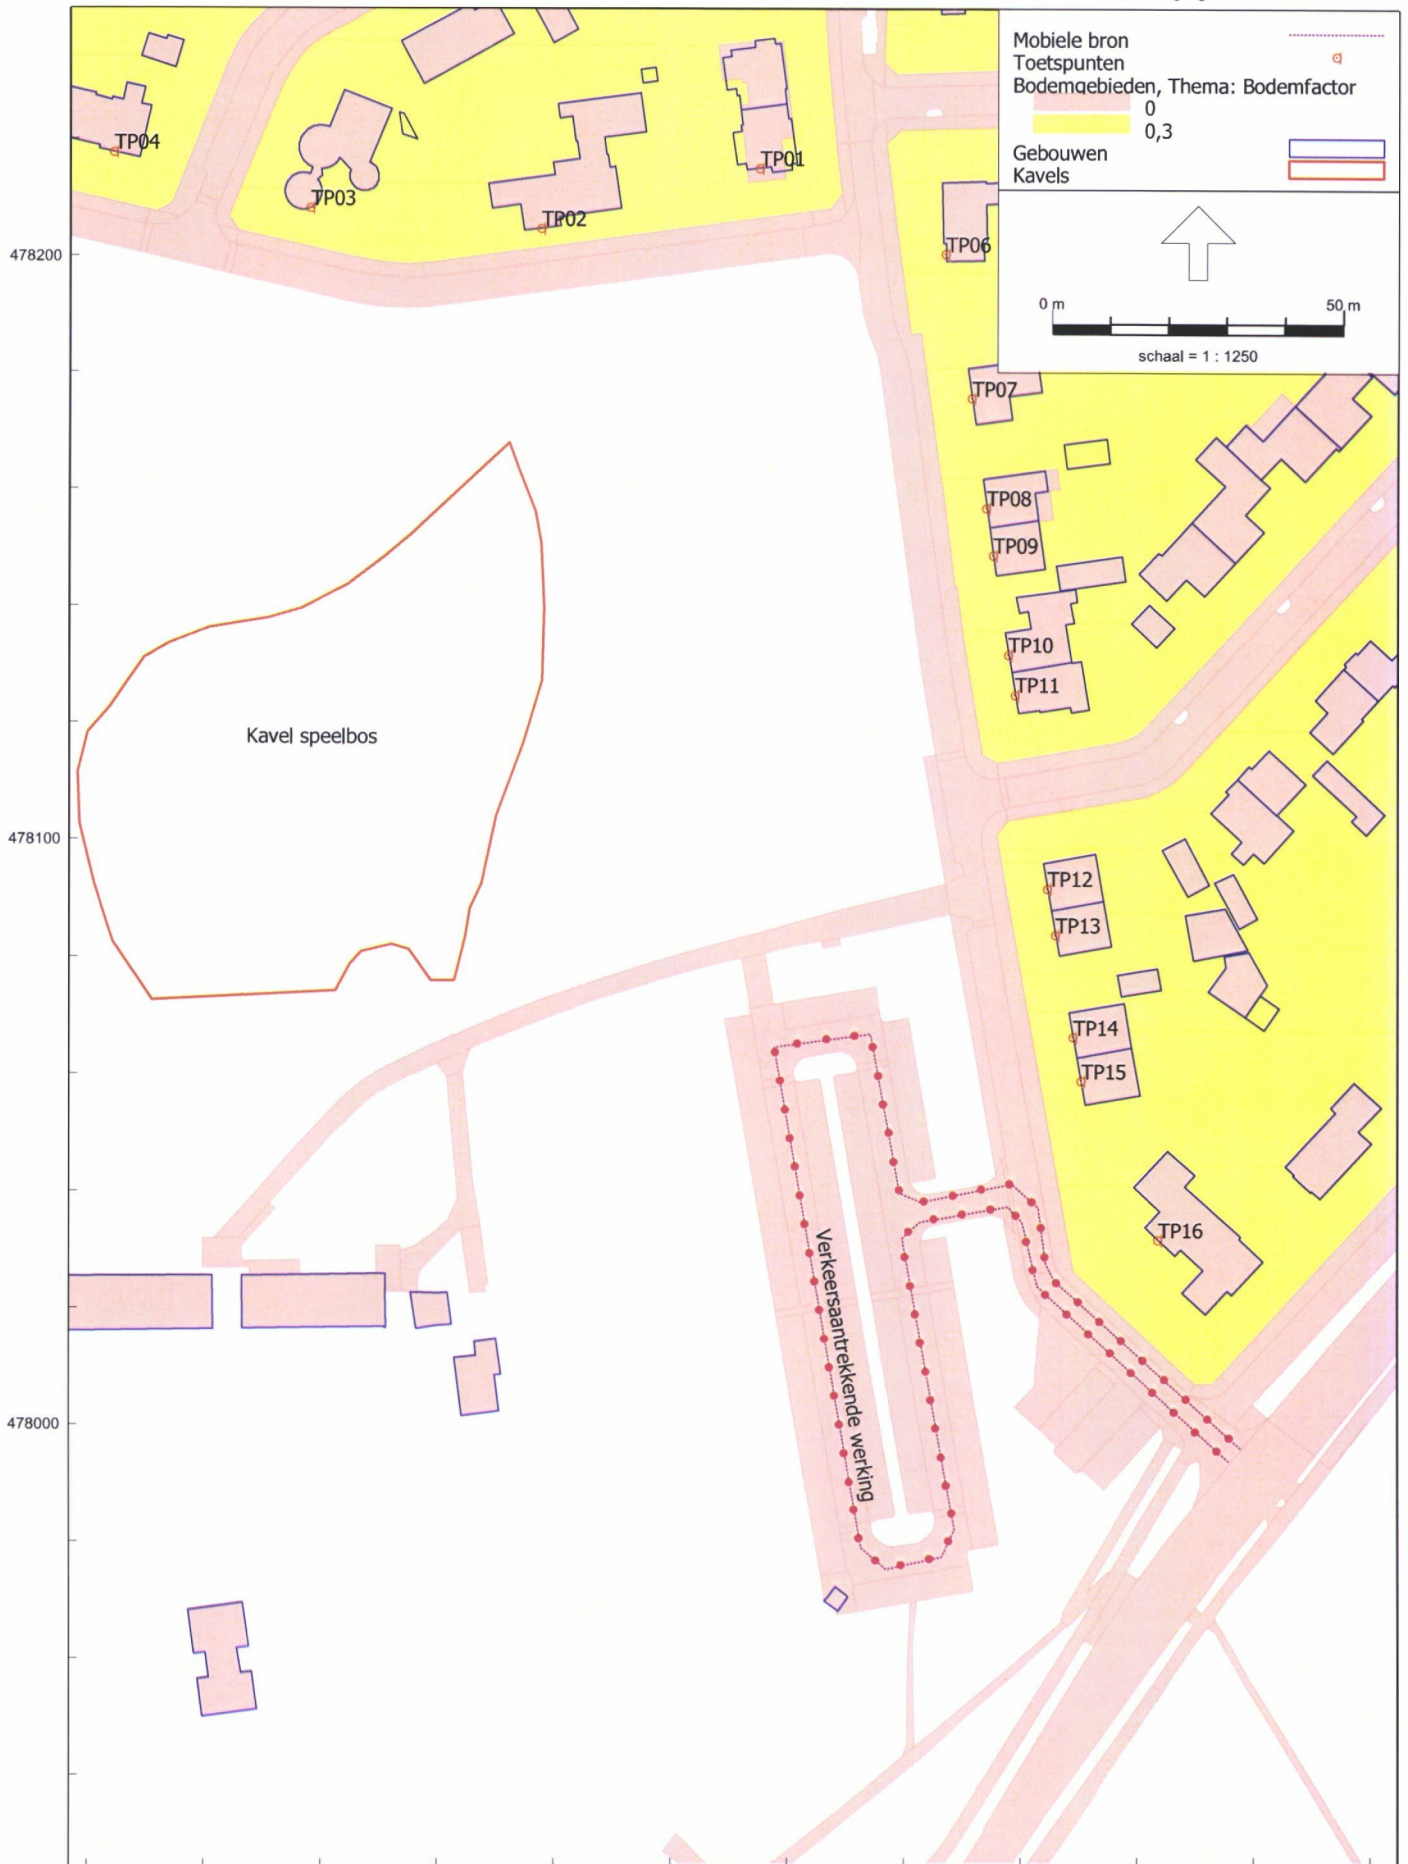 Mobiele bron
Toetspunten
Bodemgebieden, Thema: Bodemfactor
0
0,3
Gebouwen
Kavels
0 m
50 m
schaal = 1 : 1250
TP04
TP03
TP02
TP01
TP06
478200
TP07
TP08
TP09
TP10
TP11
Kavel speelbos
478100
TP12
TP13
TP14
TP15
TP16
Verkeersaantrekkende werking
478000